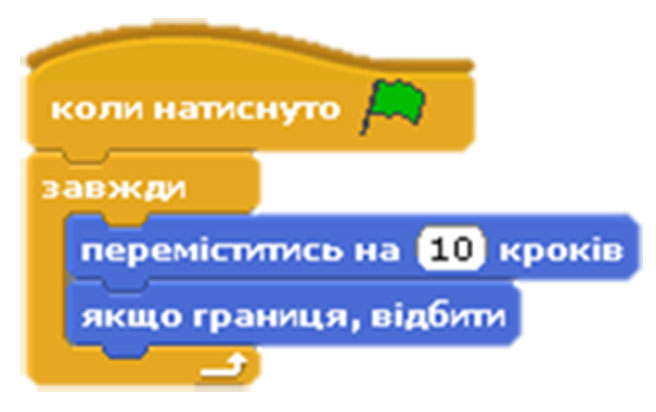 коли натиснуто
завжди
переміститись на 10 кроків
якщо границя, відбити